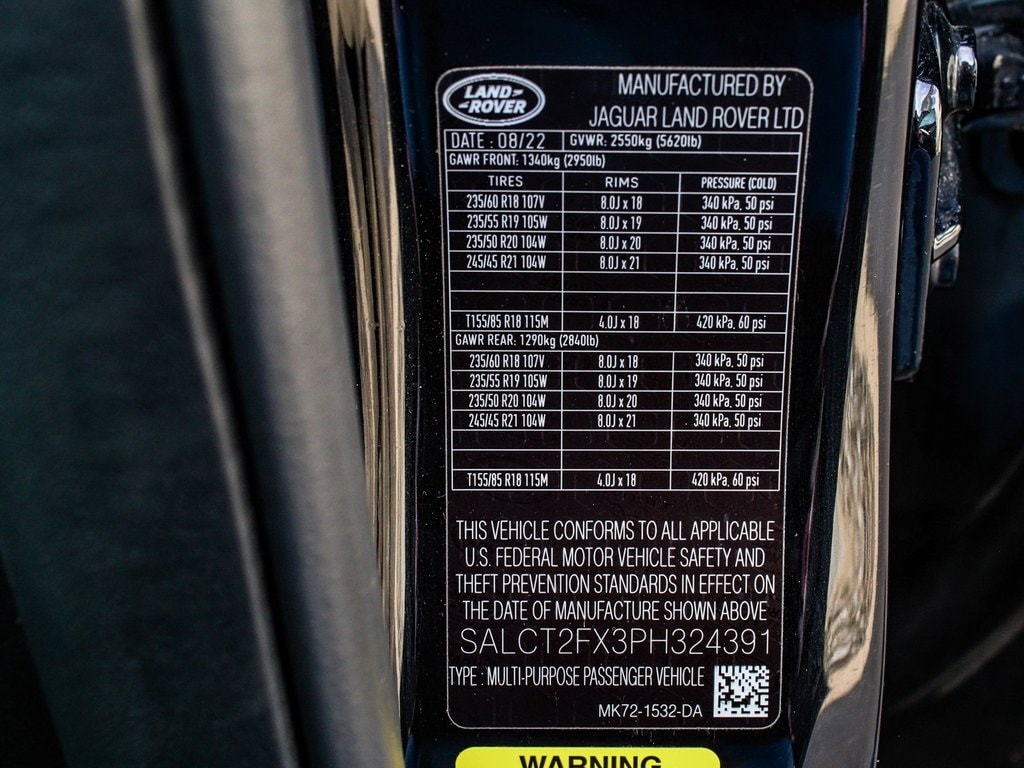 LAND-
-ROVER
MANUFACTURED BY
JAGUAR LAND ROVER LTD
DATE : 08/22 GVWR: 2550kg (5620lb)
GAWR FRONT: 1340kg (2950lb)
TIRES RIMS PRESSURE (COLD)
235/60 R18 107V 8.0J x 18 340 kPa, 50 psi
235/55 R19 105W 8.0J x 19 340 kPa, 50 psi
235/50 R20 104W 8.0J x 20 340 kPa, 50 psi
245/45 R21 104W 8.0J x 21 340 kPa, 50 psi
T155/85 R18 115M 4.0J x 18 420 kPa, 60 psi
GAWR REAR: 1290kg (2840lb)
235/60 R18 107V 8.0J x 18 340 kPa, 50 psi
235/55 R19 105W 8.0J x 19 340 kPa, 50 psi
235/50 R20 104W 8.0J x 20 340 kPa, 50 psi
245/45 R21 104W 8.0J x 21 340 kPa, 50 psi
T155/85 R18 115M 4.0J x 18 420 kPa, 60 psi
THIS VEHICLE CONFORMS TO ALL APPLICABLE
U.S. FEDERAL MOTOR VEHICLE SAFETY AND
THEFT PREVENTION STANDARDS IN EFFECT ON
THE DATE OF MANUFACTURE SHOWN ABOVE
SALCT2FX3PH324391
TYPE : MULTI-PURPOSE PASSENGER VEHICLE
MK72-1532-DA
WARNING